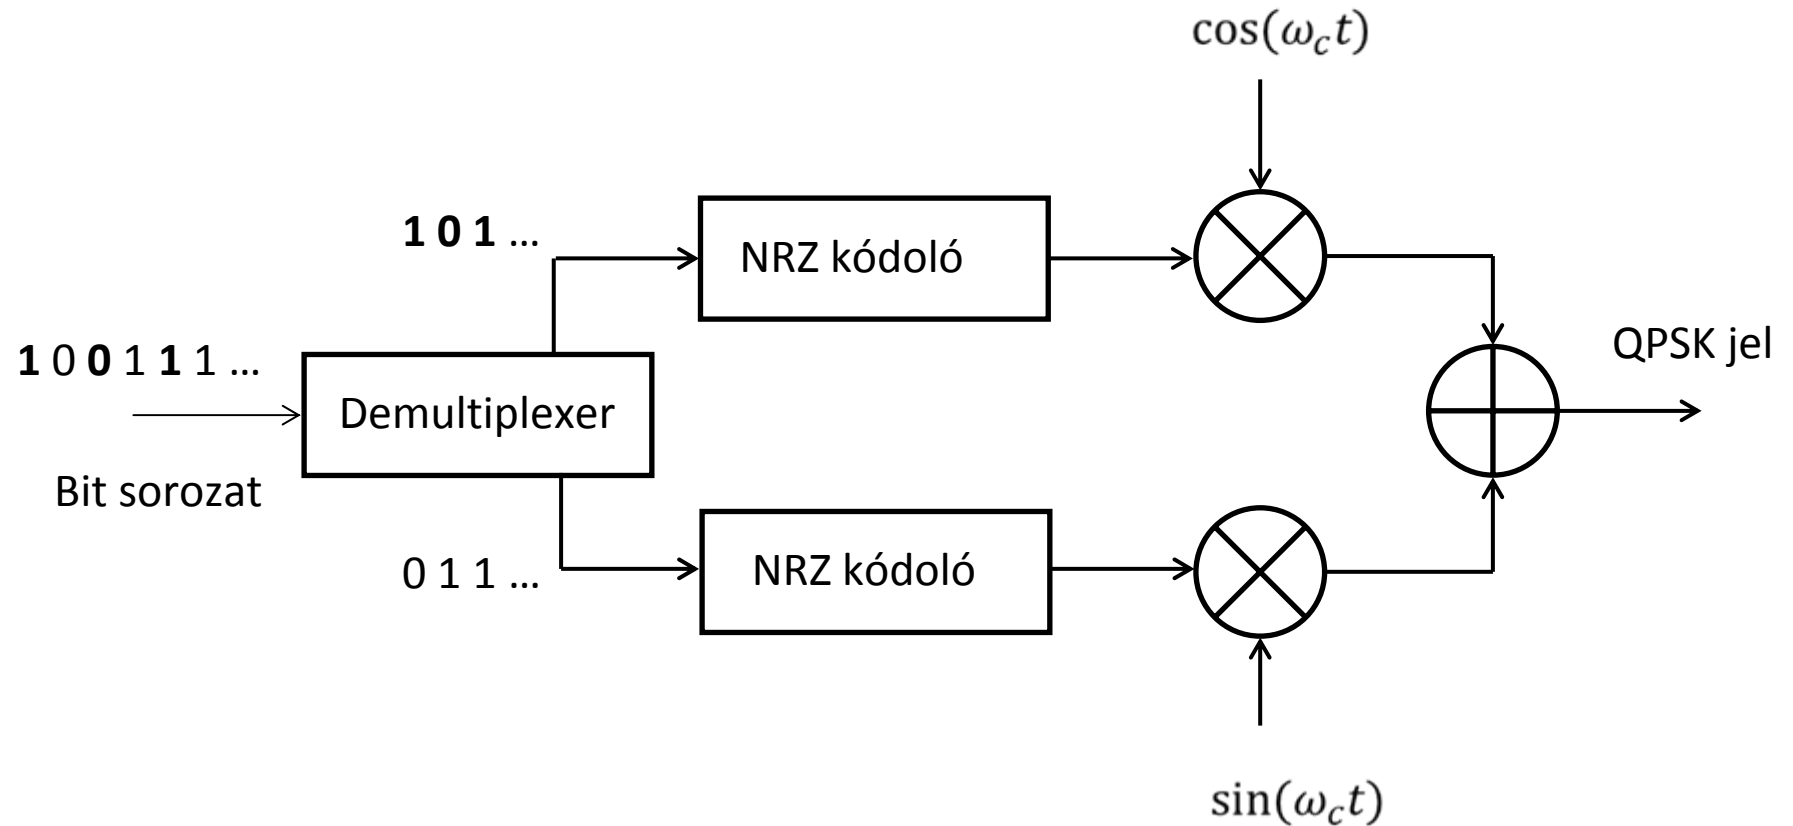 cos(ω_c t)
1 0 1 ...
NRZ kódoló
1 0 0 1 1 1 ...
QPSK jel
Demultiplexer
Bit sorozat
0 1 1 ...
NRZ kódoló
sin(ω_c t)